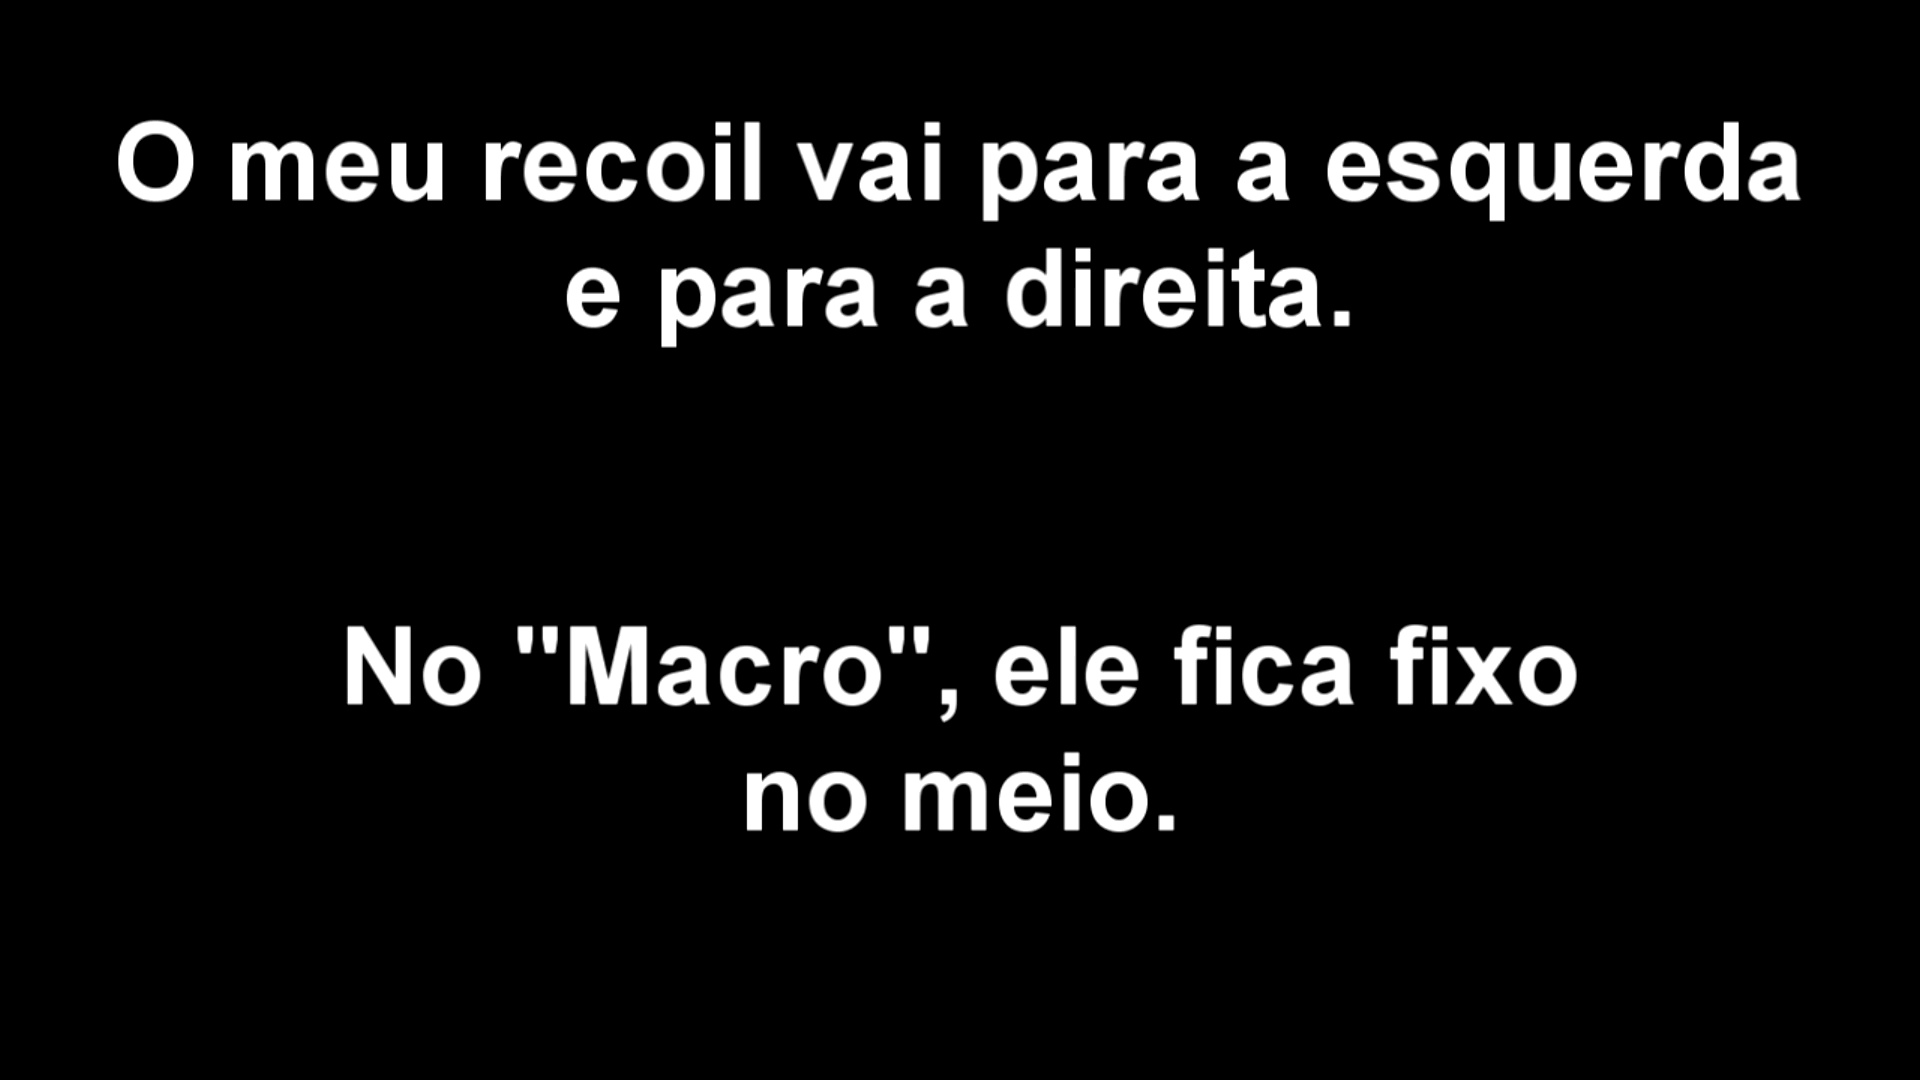 O meu recoil vai para a esquerda
e para a direita.
No "Macro", ele fica fixo
no meio.